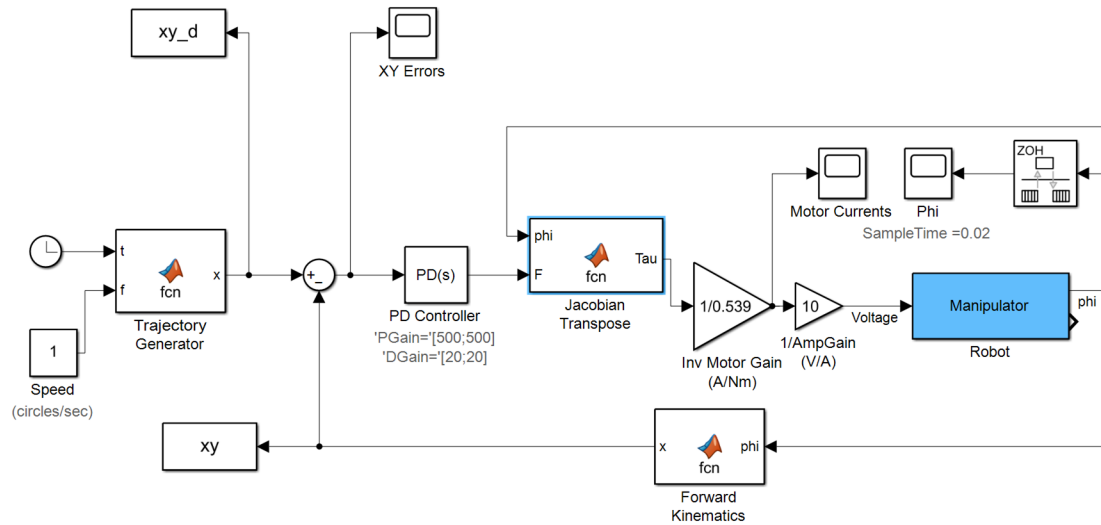 xy_d
XY Errors
ZOH
Motor Currents
Phi
SampleTime =0.02
t
f
x
fcn
Trajectory
Generator
1
Speed
(circles/sec)
+
−
PD(s)
PD Controller
'PGain='[500;500]
'DGain='[20;20]
phi
F
Tau
fcn
Jacobian
Transpose
1/0.539
Inv Motor Gain
(A/Nm)
10
1/AmpGain
(V/A)
Voltage
Manipulator
Robot
phi
xy
x
phi
fcn
Forward
Kinematics